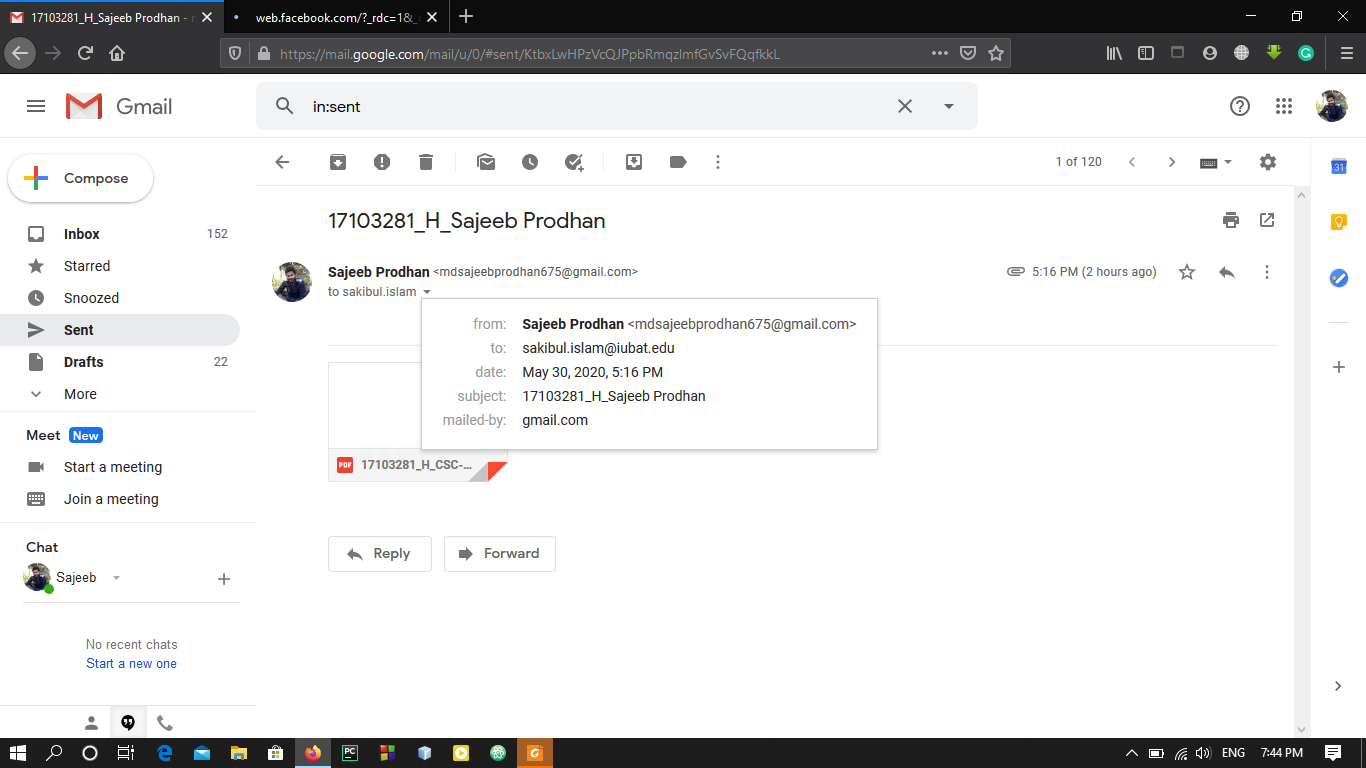 17103281_H_Sajeeb Prodhan -
web.facebook.com/?_rdc=1&_
https://mail.google.com/mail/u/0/#sent/KtbxLwHPzVcQJPpbRmqzlmfGvSvFQqfkkL
Gmail
in:sent
Compose
1 of 120
31
Inbox 152
Starred
Snoozed
Sent
Drafts 22
More
Meet New
Start a meeting
Join a meeting
Chat
Sajeeb
No recent chats
Start a new one
17103281_H_Sajeeb Prodhan
Sajeeb Prodhan <mdsajeebprodhan675@gmail.com>
5:16 PM (2 hours ago)
to sakibul.islam
from: Sajeeb Prodhan <mdsajeebprodhan675@gmail.com>
to: sakibul.islam@iubat.edu
date: May 30, 2020, 5:16 PM
subject: 17103281_H_Sajeeb Prodhan
mailed-by: gmail.com
PDF 17103281_H_CSC-...
Reply
Forward
PC
ENG
7:44 PM